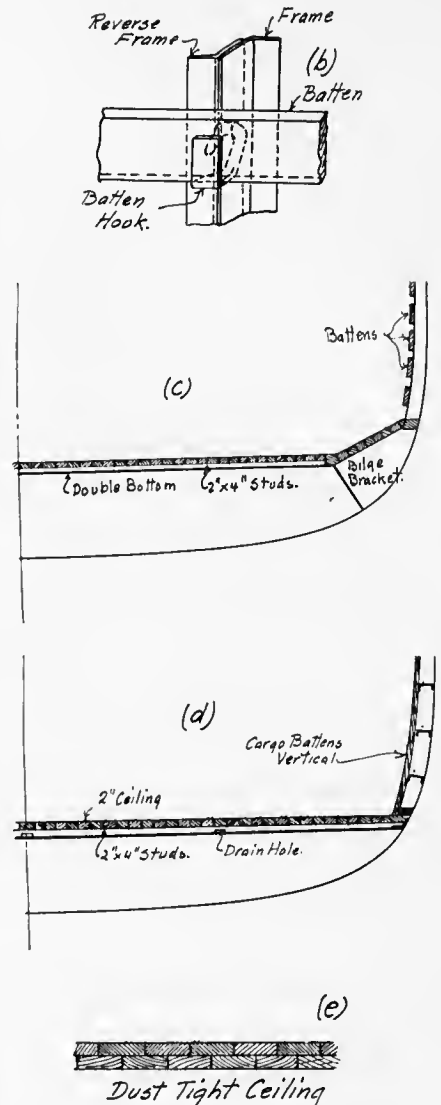 Reverse
Frame
Frame
(b)
Batten
Batten
Hook.
(c)
Battens
Double Bottom
2"x4" Studs.
Bilge
Bracket.
(d)
Cargo Battens
Vertical
2" Ceiling
2"x4" Studs.
Drain Hole.
(e)
Dust Tight Ceiling